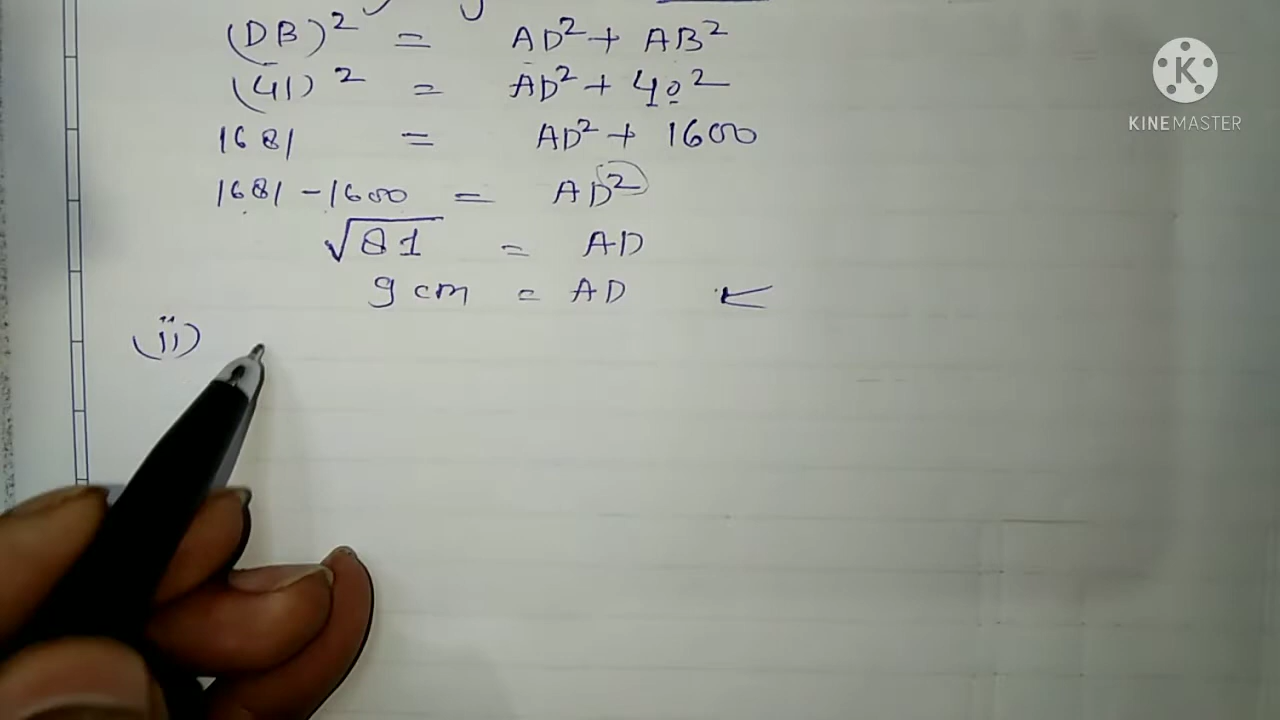 (DB)² = AD² + AB²
(41)² = AD² + 40²
1681 = AD² + 1600
1681 - 1600 = AD²
√81 = AD
9 cm = AD
(ii)
KINEMASTER